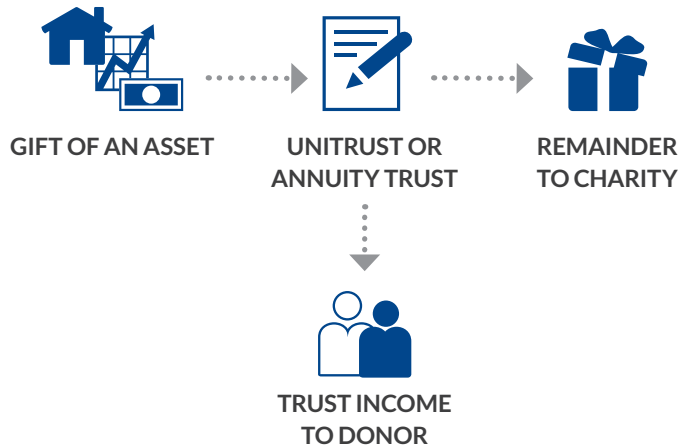 GIFT OF AN ASSET
UNITRUST OR
ANNUITY TRUST
REMAINDER
TO CHARITY
TRUST INCOME
TO DONOR